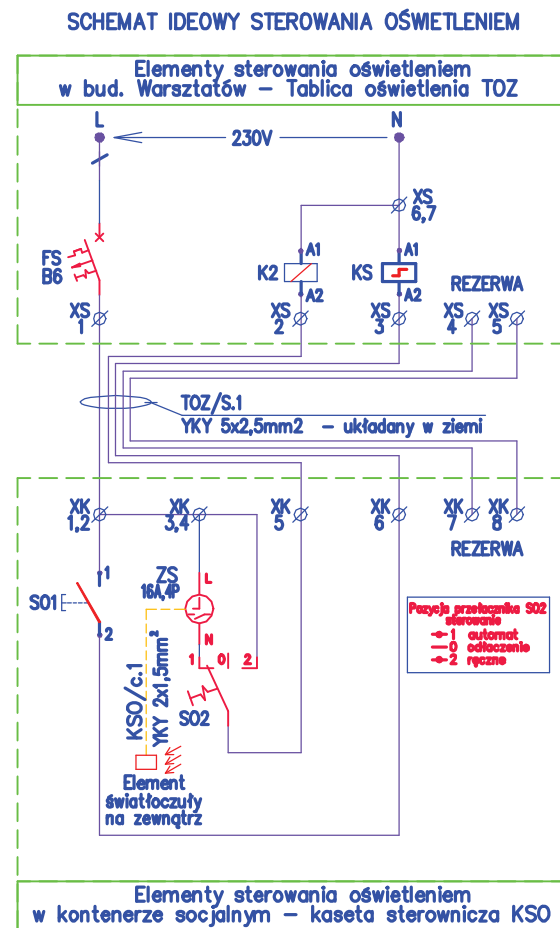 SCHEMAT IDEOWY STEROWANIA OŚWIETLENIEM
Elementy sterowania oświetleniem
w bud. Warsztatów – Tablica oświetlenia TOZ
L
230V
N
XS
6,7
FS
B6
A1
K2
A2
A1
KS
A2
REZERWA
XS
1
XS
2
XS
3
XS
4
XS
5
TOZ/S.1
YKY 5x2,5mm2 – układany w ziemi
XK
1,2
XK
3,4
XK
5
XK
6
XK
7
XK
8
REZERWA
SO1
1
2
ZS
16A,4P
L
N
1
0
2
SO2
KSO/c.1
YKY 2x1,5mm²
Element
światłoczuły
na zewnątrz
Pozycja przełącznika SO2
sterowanie
1 automat
0 odłączenie
2 ręczne
Elementy sterowania oświetleniem
w kontenerze socjalnym – kaseta sterownicza KSO